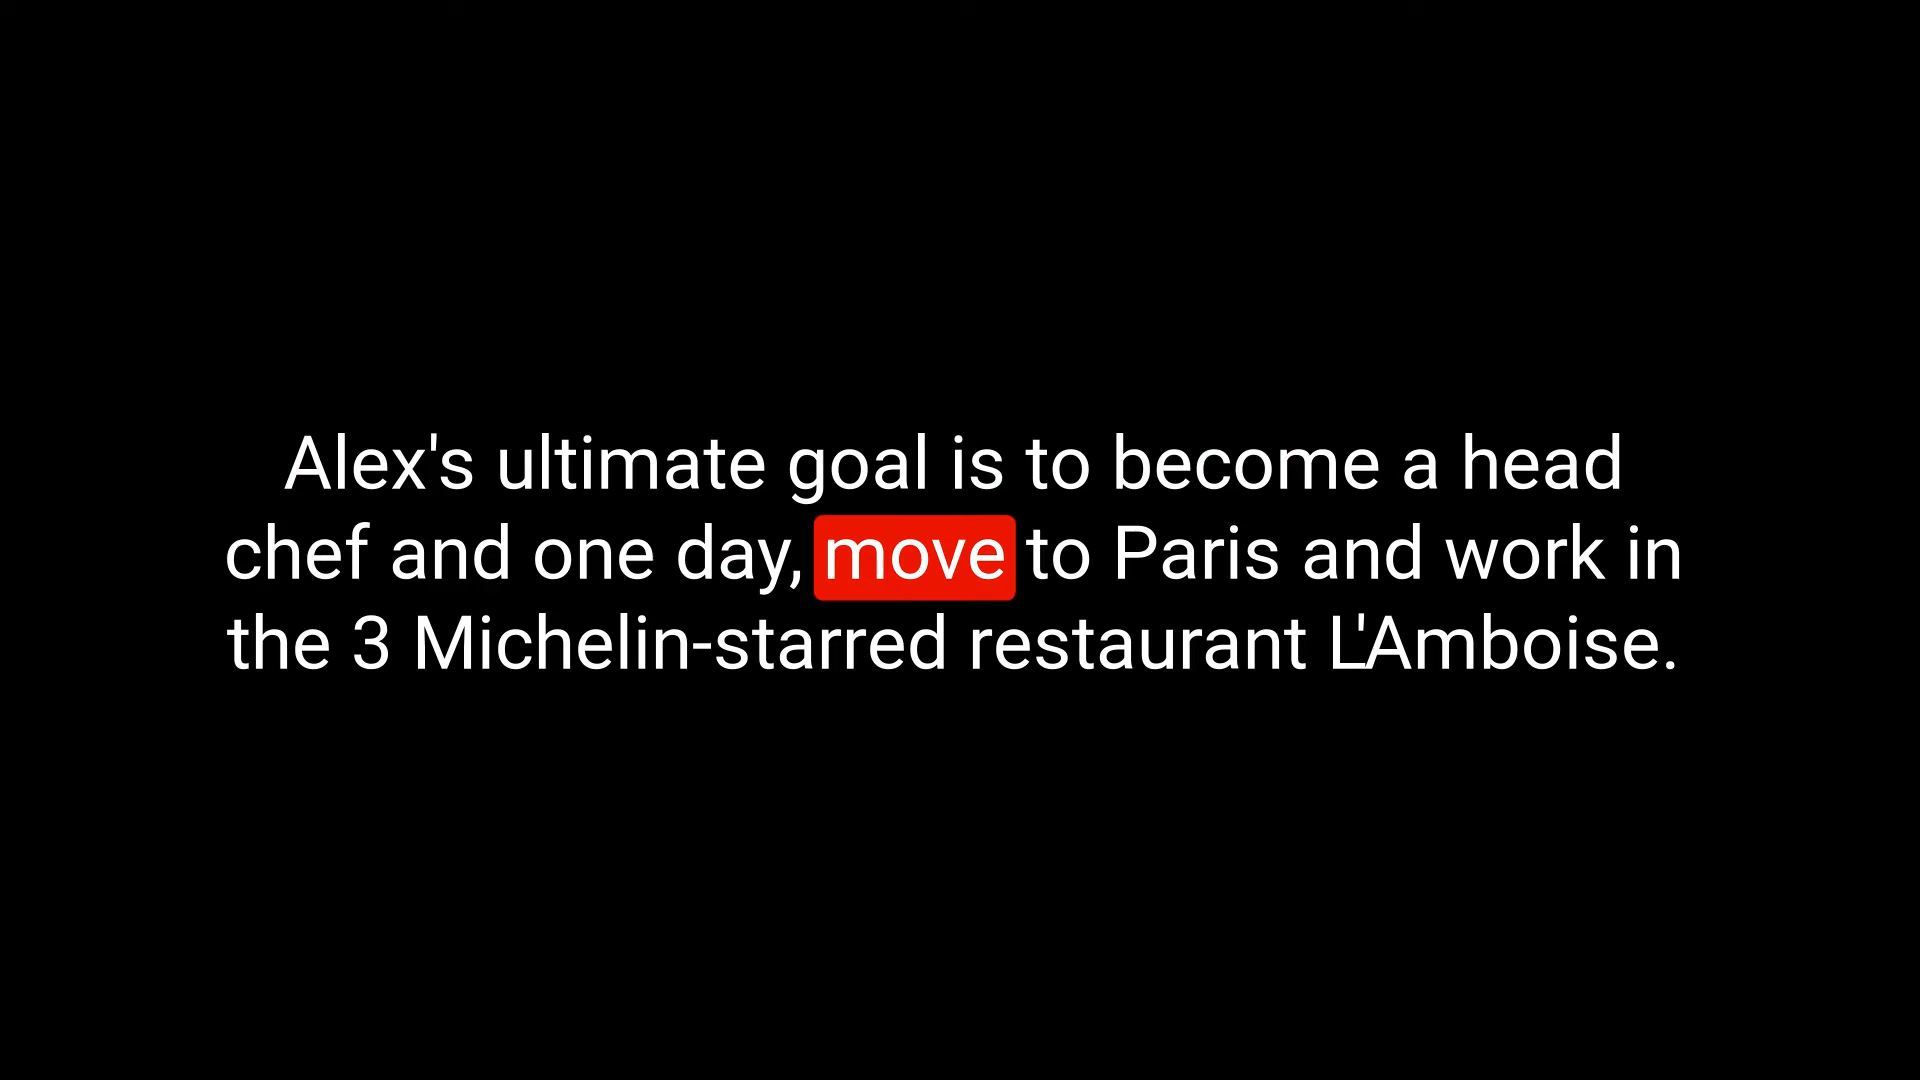 Alex's ultimate goal is to become a head
chef and one day, move to Paris and work in
the 3 Michelin-starred restaurant L'Amboise.